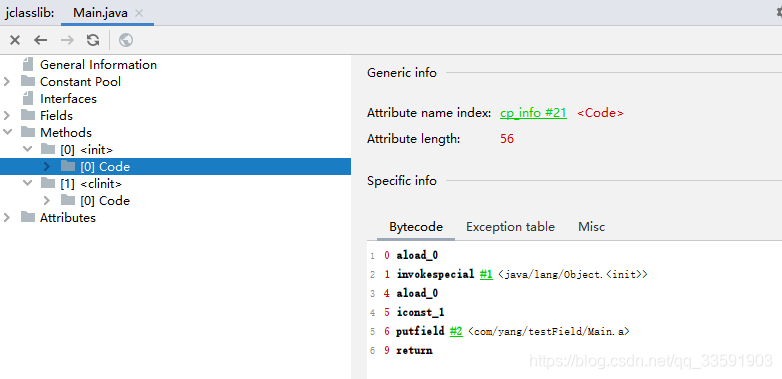 jclasslib: Main.java
General Information
Constant Pool
Interfaces
Fields
Methods
[0] <init>
[0] Code
[1] <clinit>
[0] Code
Attributes
Generic info
Attribute name index: cp_info #21 <Code>
Attribute length: 56
Specific info
Bytecode Exception table Misc
1 0 aload_0
2 1 invokespecial #1 <java/lang/Object.<init>>
3 4 aload_0
4 5 iconst_1
5 6 putfield #2 <com/yang/testField/Main.a>
6 9 return
https://blog.csdn.net/qq_33591903